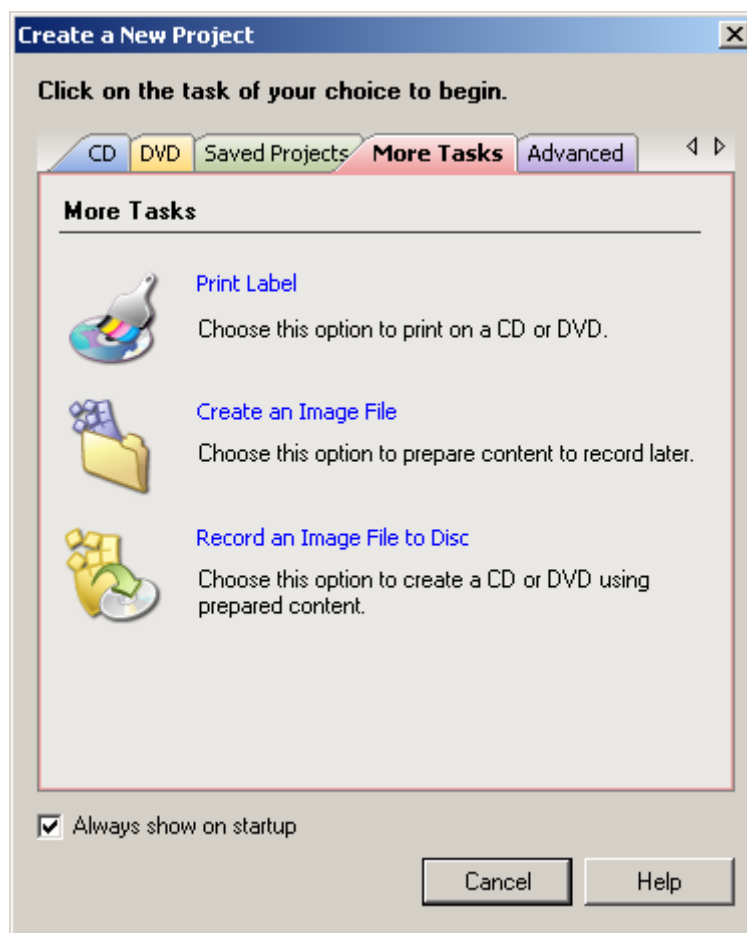 Create a New Project
Click on the task of your choice to begin.
CD DVD Saved Projects More Tasks Advanced
More Tasks
Print Label
Choose this option to print on a CD or DVD.
Create an Image File
Choose this option to prepare content to record later.
Record an Image File to Disc
Choose this option to create a CD or DVD using
prepared content.
Always show on startup
Cancel Help